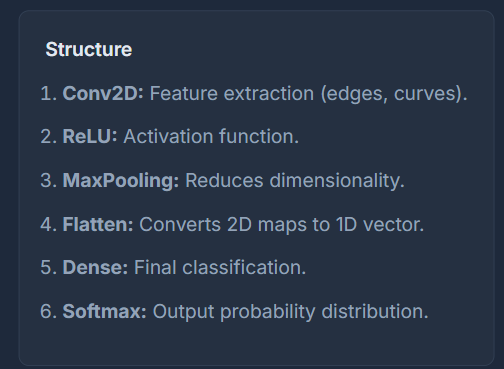 Structure
1. Conv2D: Feature extraction (edges, curves).
2. ReLU: Activation function.
3. MaxPooling: Reduces dimensionality.
4. Flatten: Converts 2D maps to 1D vector.
5. Dense: Final classification.
6. Softmax: Output probability distribution.